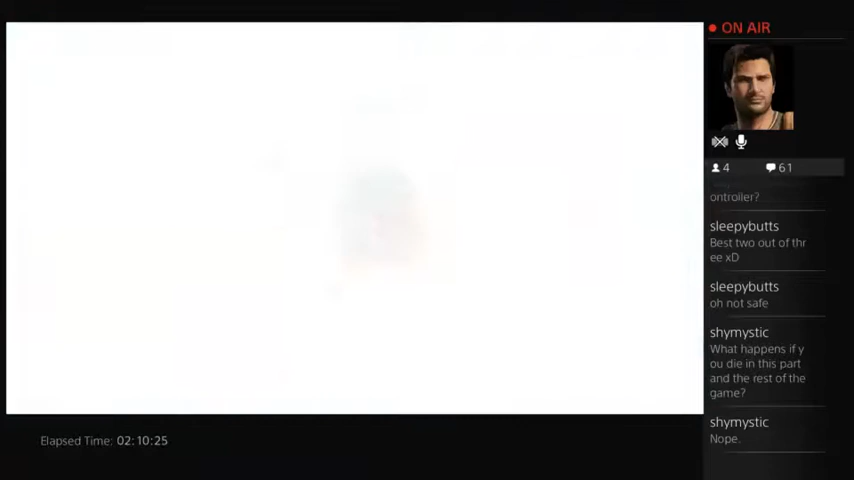 ON AIR
4 61
ontroller?
sleepybutts
Best two out of thr
ee xD
sleepybutts
oh not safe
shymystic
What happens if y
ou die in this part
and the rest of the
game?
shymystic
Nope.
Elapsed Time: 02:10:25